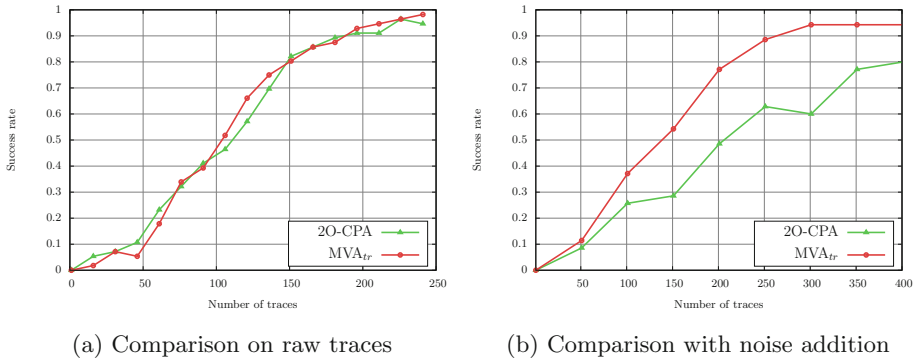 1
0.9
0.8
0.7
0.6
0.5
0.4
0.3
0.2
0.1
0
Success rate
0 50 100 150 200 250
Number of traces
2O-CPA
MVAtr
(a) Comparison on raw traces
1
0.9
0.8
0.7
0.6
0.5
0.4
0.3
0.2
0.1
0
Success rate
50 100 150 200 250 300 350 400
Number of traces
2O-CPA
MVAtr
(b) Comparison with noise addition